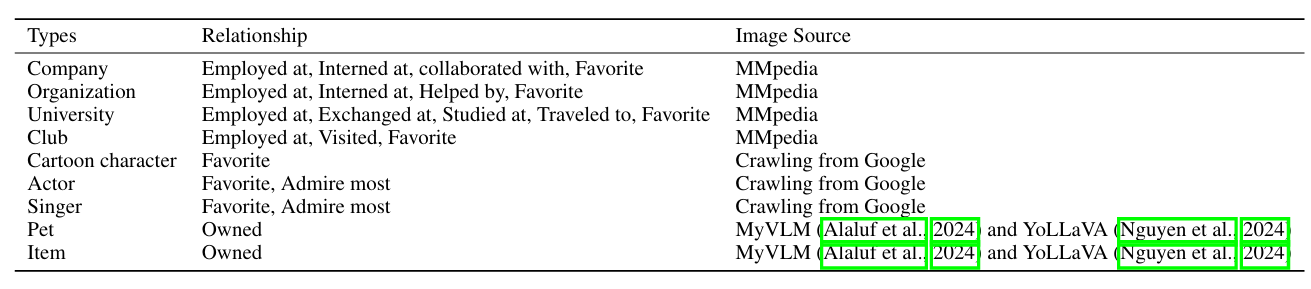 Types Relationship Image Source
Company Employed at, Interned at, collaborated with, Favorite MMpedia
Organization Employed at, Interned at, Helped by, Favorite MMpedia
University Employed at, Exchanged at, Studied at, Traveled to, Favorite MMpedia
Club Employed at, Visited, Favorite MMpedia
Cartoon character Favorite Crawling from Google
Actor Favorite, Admire most Crawling from Google
Singer Favorite, Admire most Crawling from Google
Pet Owned MyVLM (Alaluf et al., 2024) and YoLLaVA (Nguyen et al., 2024)
Item Owned MyVLM (Alaluf et al., 2024) and YoLLaVA (Nguyen et al., 2024)